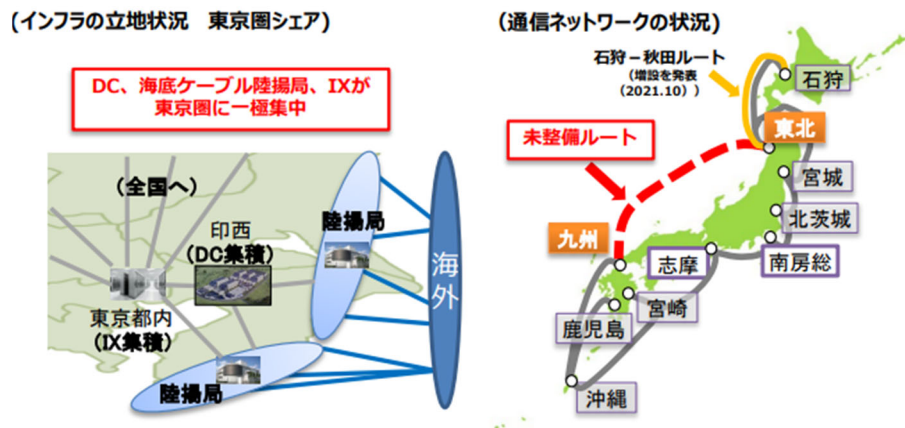 (インフラの立地状況　東京圏シェア)
DC、海底ケーブル陸揚局、IXが
東京圏に一極集中
(全国へ)
印西
(DC集積)
陸揚局
海外
東京都内
(IX集積)
陸揚局
(通信ネットワークの状況)
石狩－秋田ルート
(増設を発表
(2021.10))
石狩
未整備ルート
東北
宮城
北茨城
九州
志摩
南房総
宮崎
鹿児島
沖縄